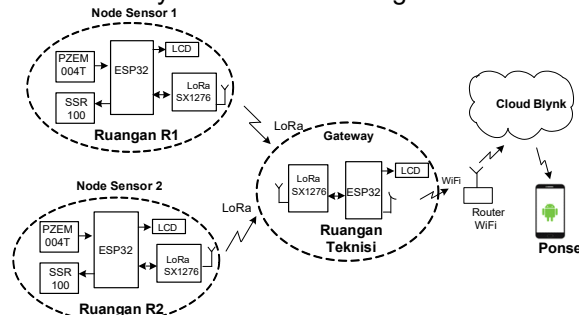 Node Sensor 1
PZEM
004T
ESP32
LCD
SSR
100
LoRa
SX1276
Ruangan R1
LoRa
Node Sensor 2
PZEM
004T
ESP32
LCD
SSR
100
LoRa
SX1276
Ruangan R2
LoRa
Gateway
LoRa
SX1276
ESP32
LCD
Ruangan
Teknisi
WiFi
Router
WiFi
Cloud Blynk
Ponse